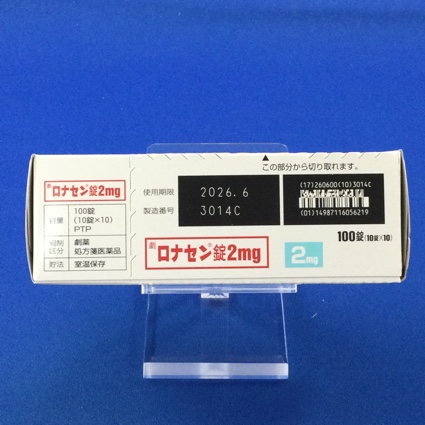 劇 ロナセン®錠2mg
容量 100錠
(10錠×10)
PTP
規制
区分 劇薬
処方箋医薬品
貯法 室温保存
▲
この部分から切り取れます。
使用期限 2026.6
製造番号 3014C
(17)260600(10)3014C
(01)14987116056219
劇 ロナセン®錠2mg
2mg
100錠(10錠×10)